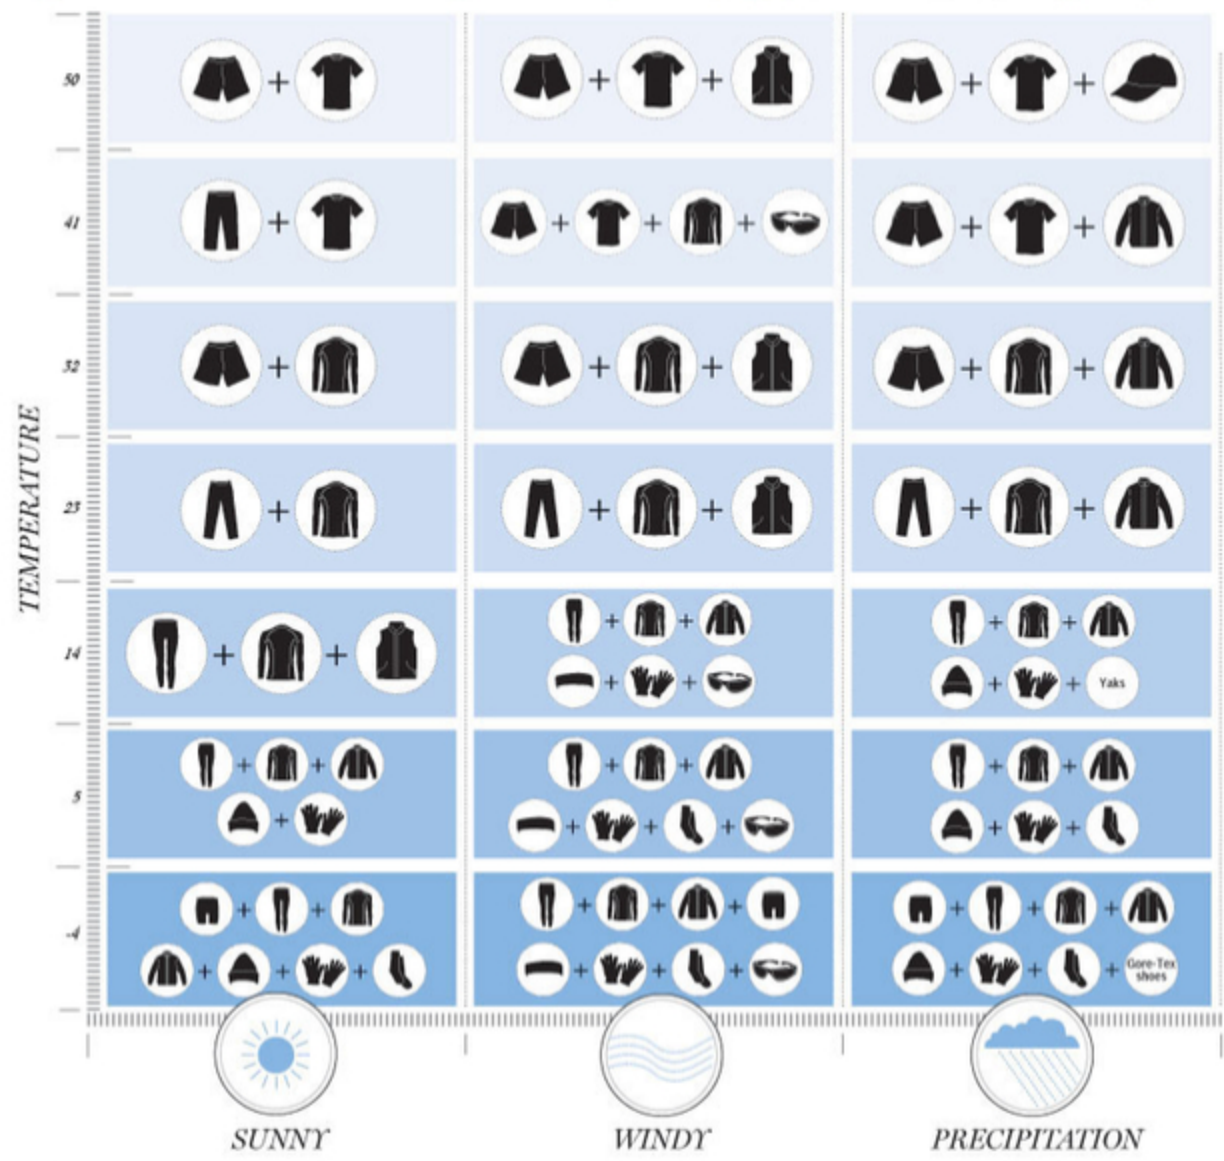 TEMPERATURE
50
41
32
23
14
Yaks
5
-4
Gore-Tex
shoes
SUNNY
WINDY
PRECIPITATION